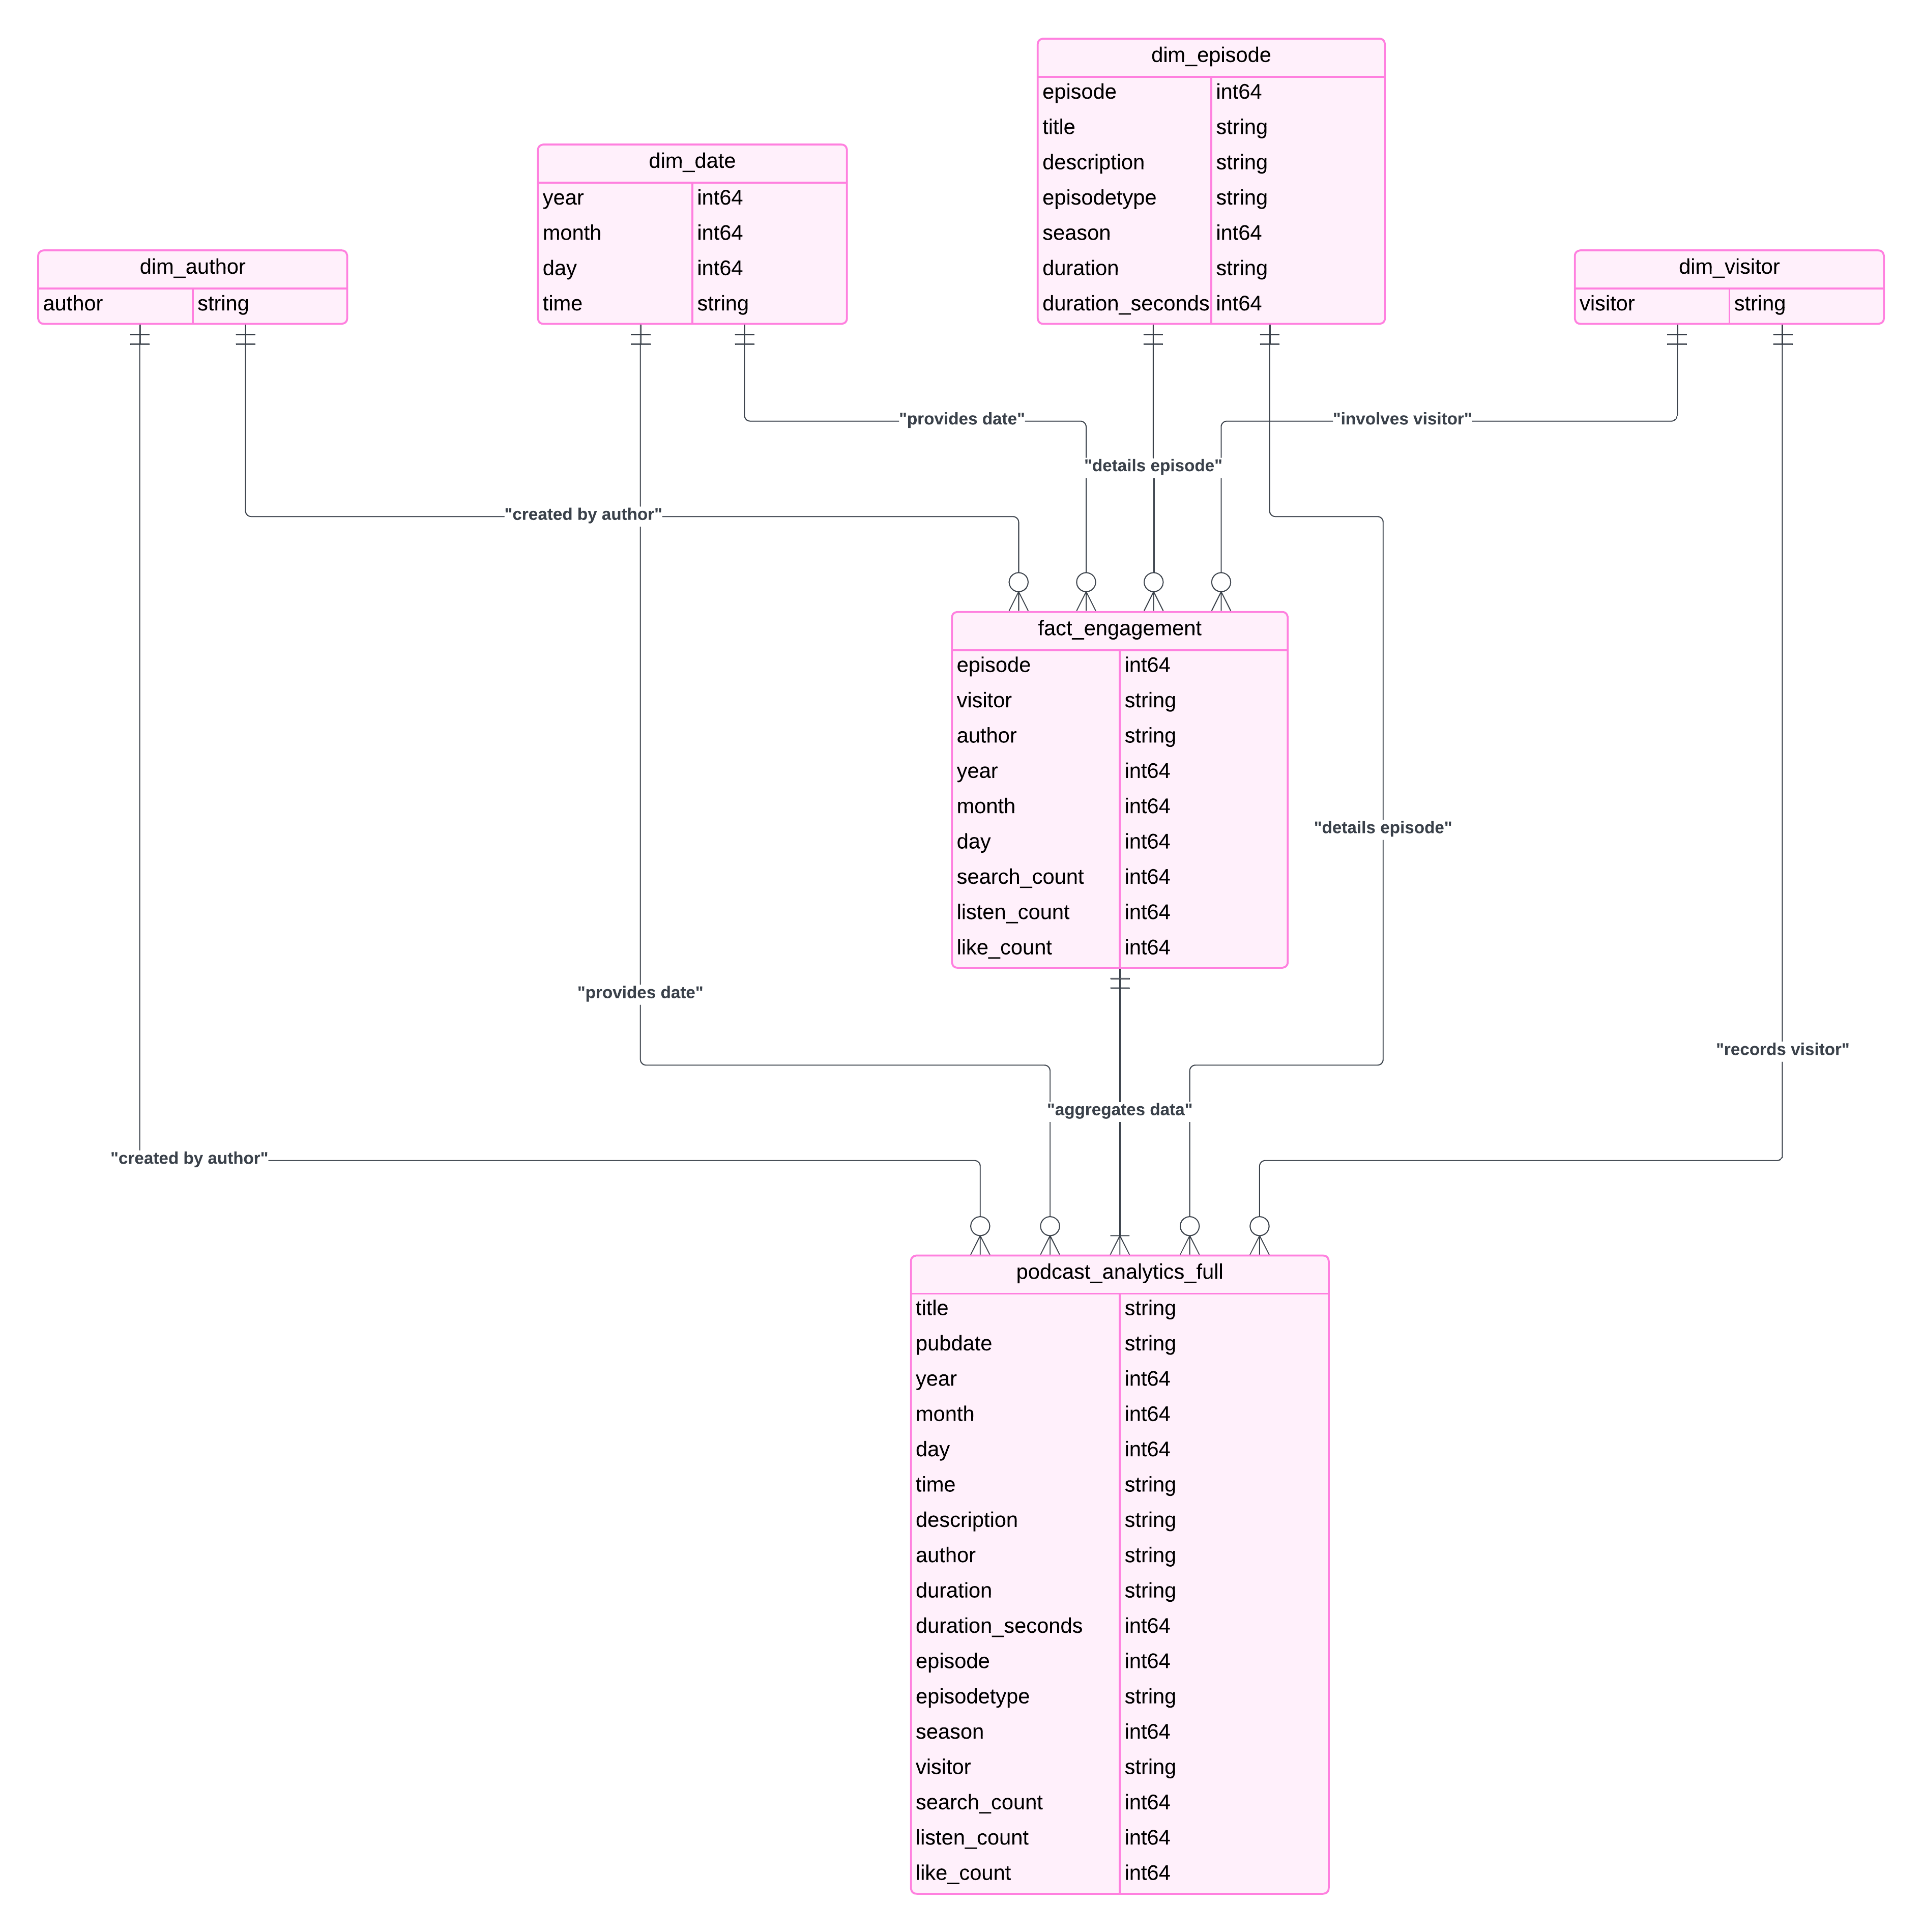 dim_episode
episode int64
title string
description string
episodetype string
season int64
duration string
duration_seconds int64
dim_date
year int64
month int64
day int64
time string
dim_author
author string
dim_visitor
visitor string
"provides date"
"involves visitor"
"details episode"
"created by author"
fact_engagement
episode int64
visitor string
author string
year int64
month int64
day int64
search_count int64
listen_count int64
like_count int64
"details episode"
"provides date"
"records visitor"
"aggregates data"
"created by author"
podcast_analytics_full
title string
pubdate string
year int64
month int64
day int64
time string
description string
author string
duration string
duration_seconds int64
episode int64
episodetype string
season int64
visitor string
search_count int64
listen_count int64
like_count int64